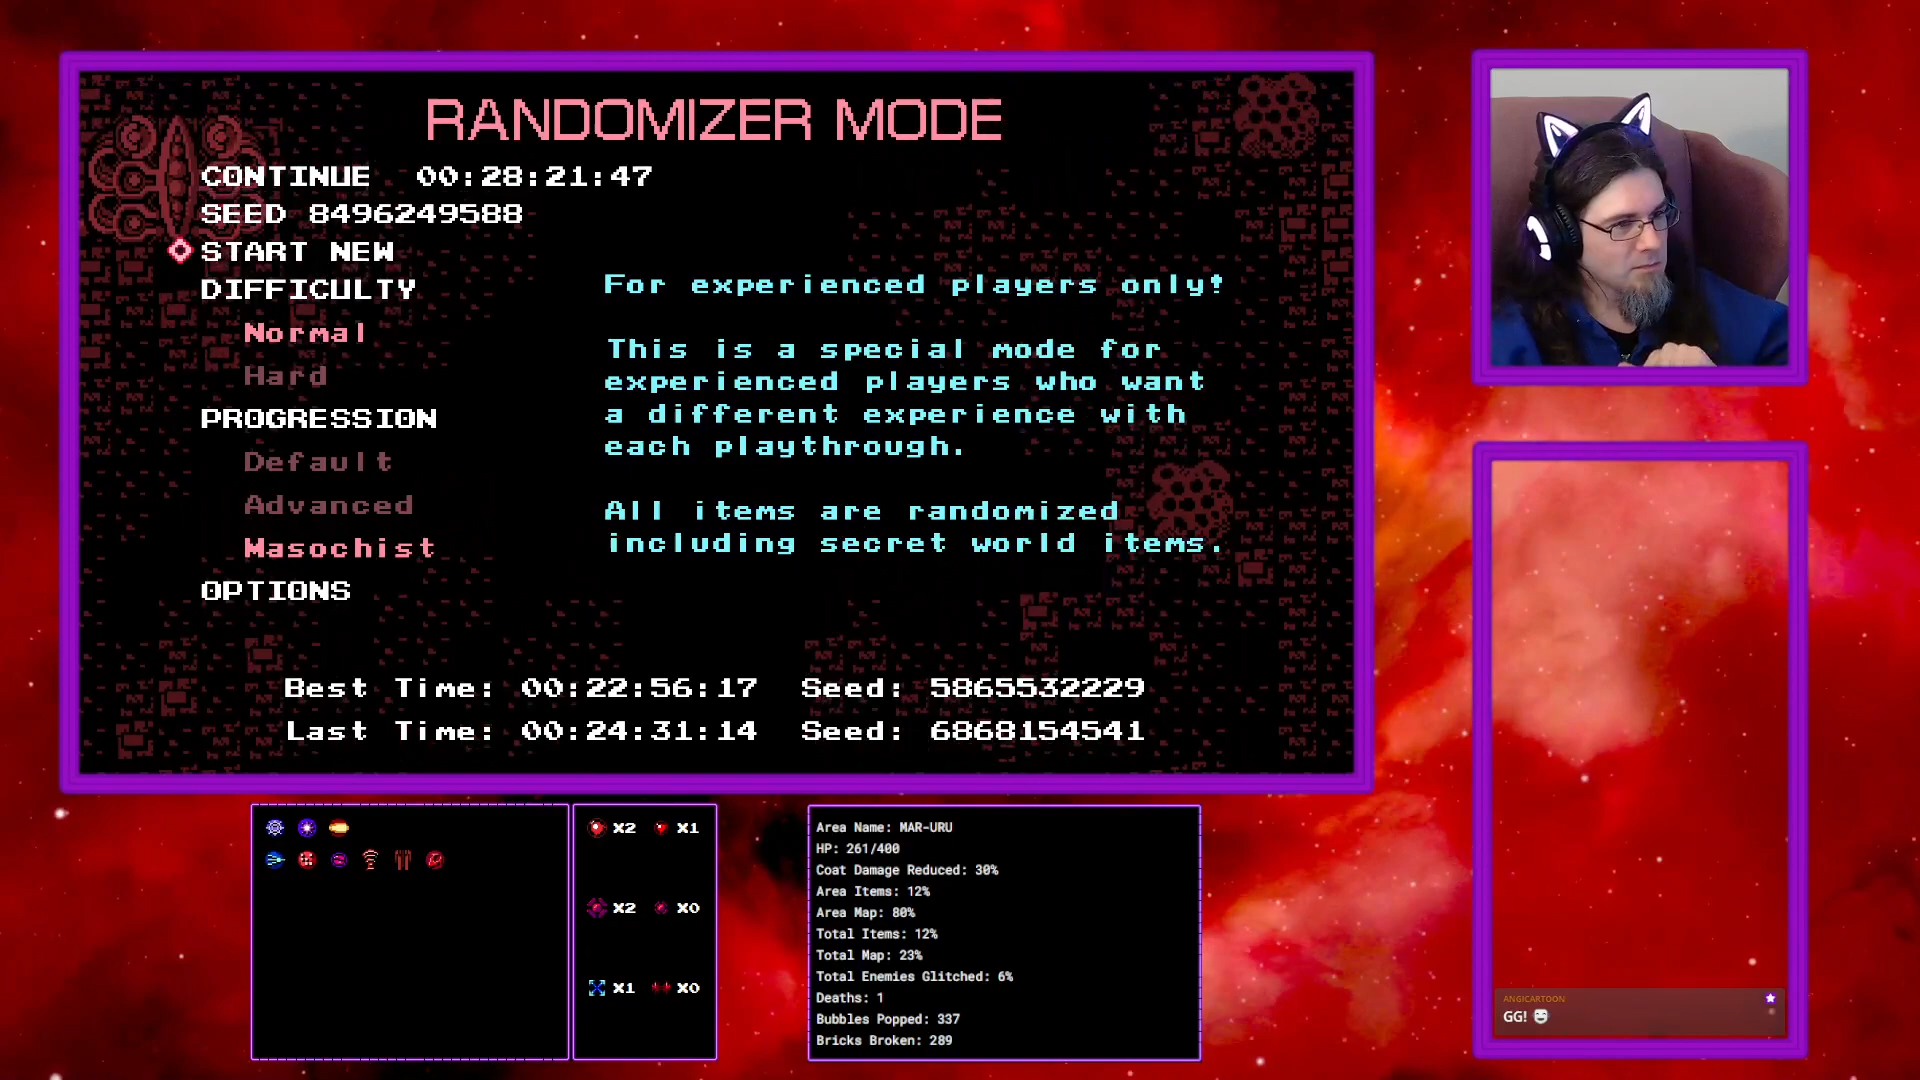 RANDOMIZER MODE
CONTINUE 00:28:21:47
SEED 8496249588
START NEW
DIFFICULTY
Normal
Hard
PROGRESSION
Default
Advanced
Masochist
OPTIONS
For experienced players only!
This is a special mode for
experienced players who want
a different experience with
each playthrough.
All items are randomized
including secret world items.
Best Time: 00:22:56:17 Seed: 5865532229
Last Time: 00:24:31:14 Seed: 6868154541
X2 X1
X2 X0
X1 X0
Area Name: MAR-URU
HP: 261/400
Coat Damage Reduced: 30%
Area Items: 12%
Area Map: 80%
Total Items: 12%
Total Map: 23%
Total Enemies Glitched: 6%
Deaths: 1
Bubbles Popped: 337
Bricks Broken: 289
ANGICARTOON
GG!